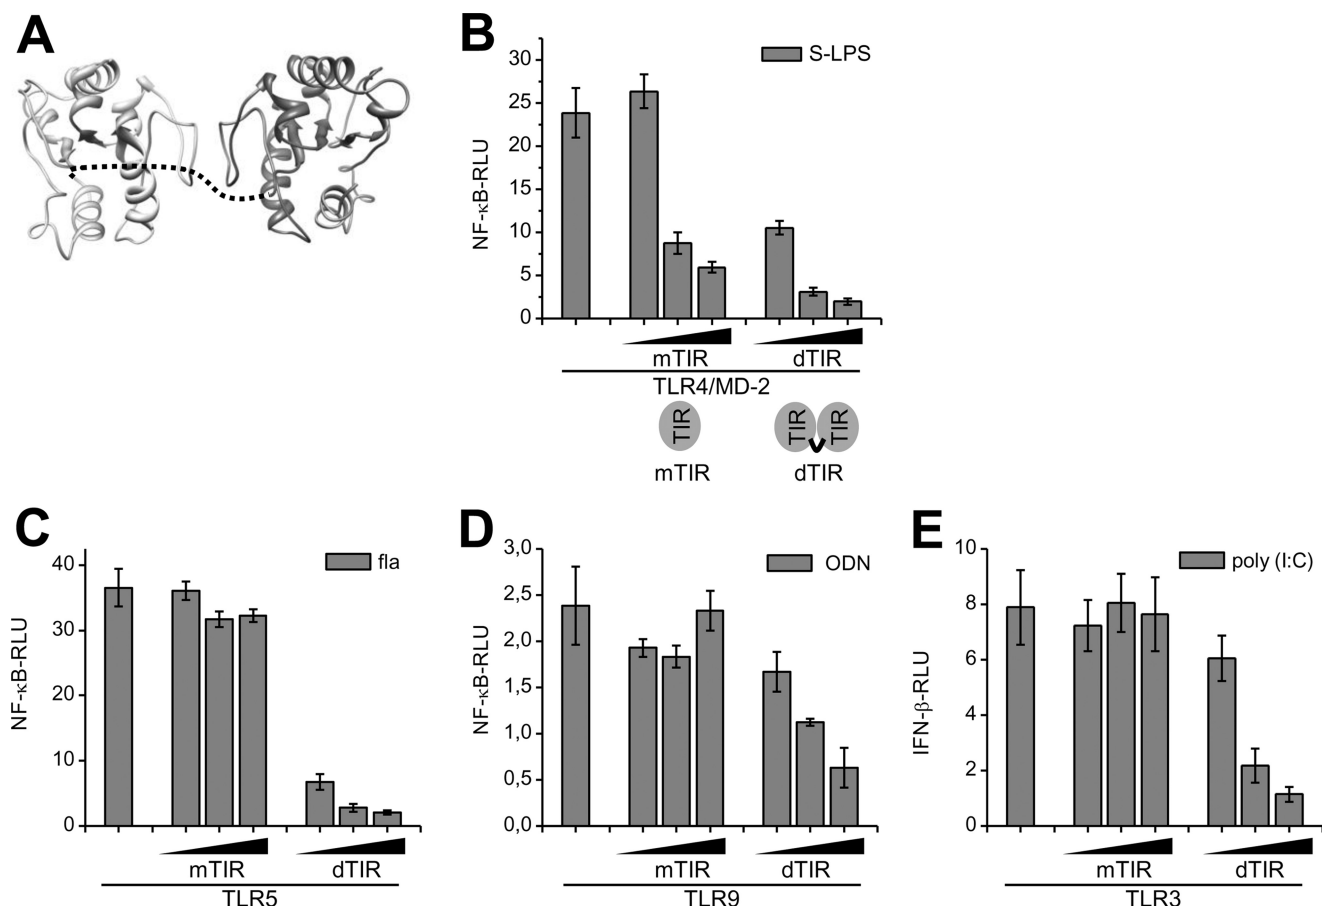 A
B
S-LPS
30
25
20
15
10
5
0
NF-κB-RLU
mTIR
dTIR
TLR4/MD-2
TIR
TIR
TIR
mTIR
dTIR
C
fla
40
30
20
10
0
NF-κB-RLU
mTIR
dTIR
TLR5
D
ODN
3,0
2,5
2,0
1,5
1,0
0,5
0,0
NF-κB-RLU
mTIR
dTIR
TLR9
E
poly (I:C)
10
8
6
4
2
0
IFN-β-RLU
mTIR
dTIR
TLR3